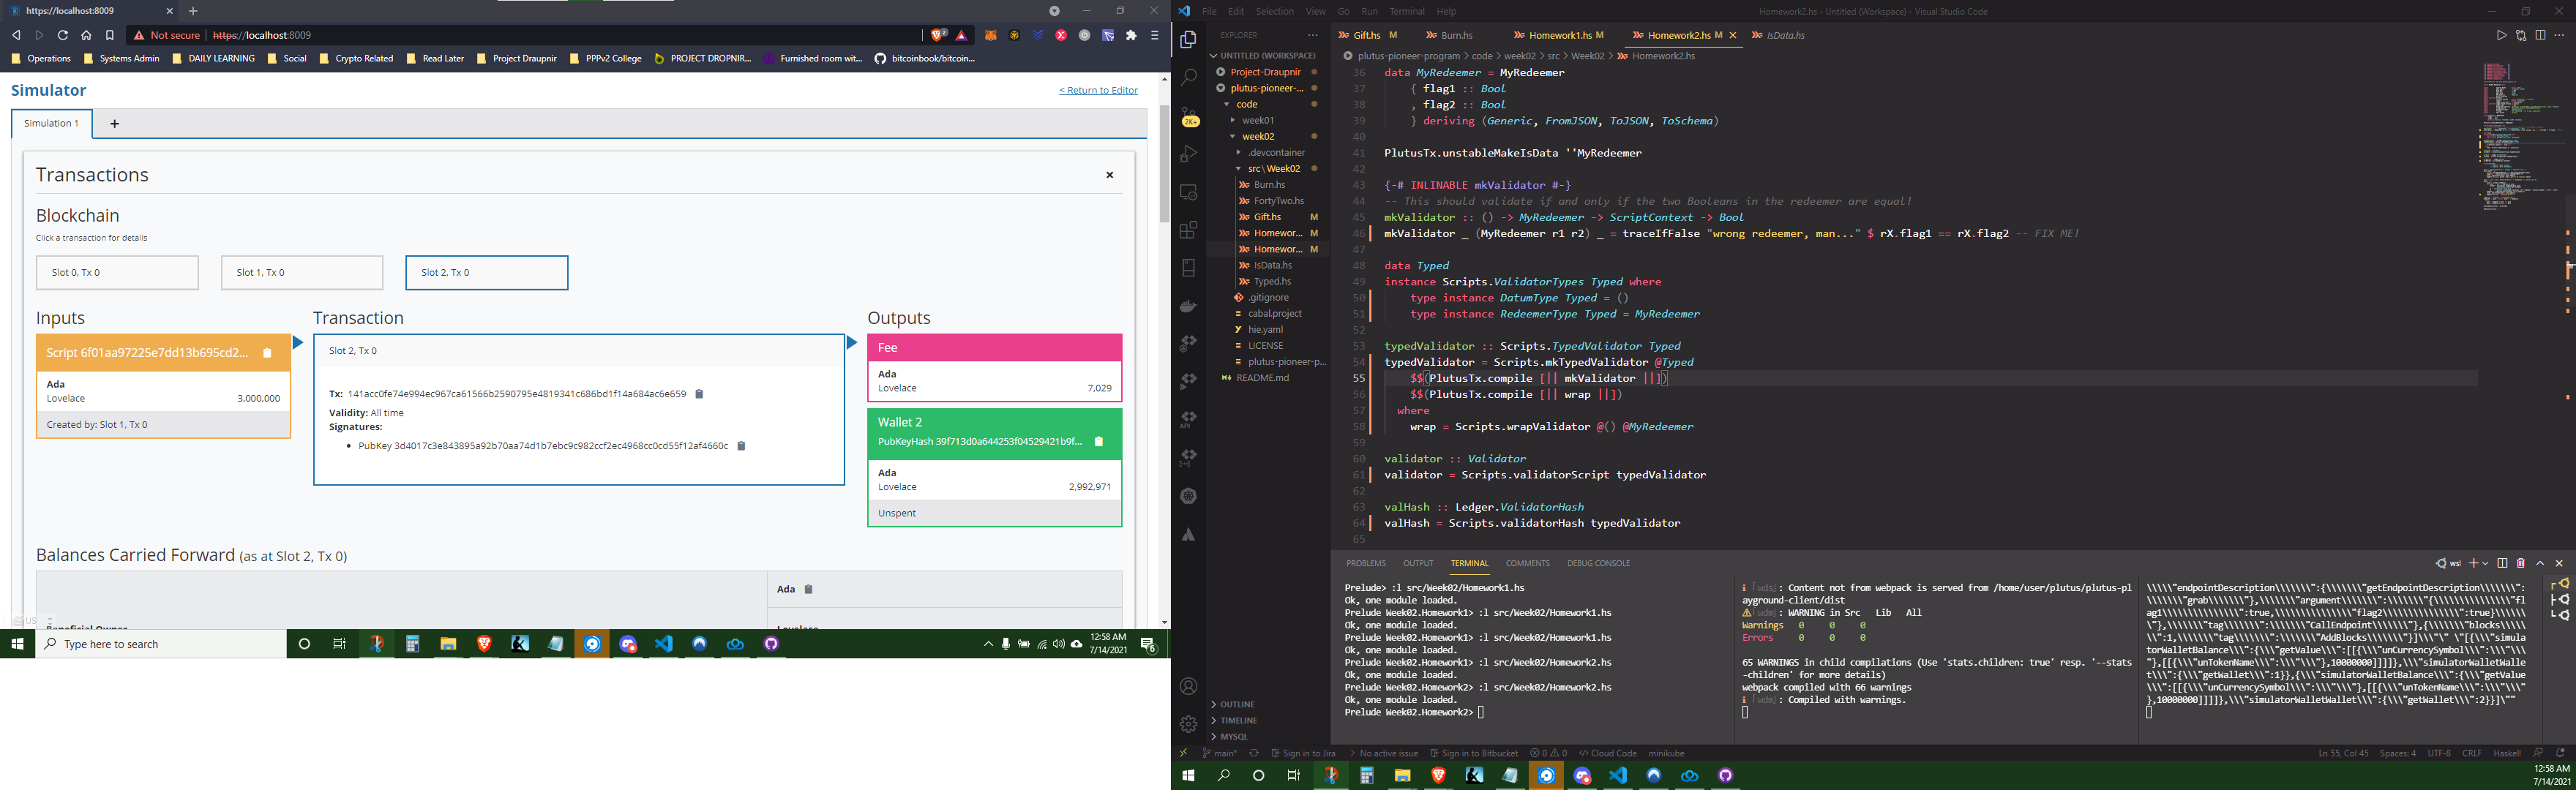 https://localhost:8009
Not secure | https://localhost:8009
Operations Systems Admin DAILY LEARNING Social Crypto Related Read Later Project Draupnir PPPv2 College PROJECT DROPNIR... Furnished room wit... bitcoinbook/bitcoin...
Simulator
< Return to Editor
Simulation 1 +
Transactions
Blockchain
Click a transaction for details
Slot 0, Tx 0
Slot 1, Tx 0
Slot 2, Tx 0
Inputs
Script 6f01aa97225e7dd13b695cd2...
Ada
Lovelace 3,000,000
Created by: Slot 1, Tx 0
Transaction
Slot 2, Tx 0
Tx: 141acc0fe74e994ec967ca61566b2590795e4819341c686bd1f14a684ac6e659
Validity: All time
Signatures:
PubKey 3d4017c3e843895a92b70aa74d1b7ebc9c982ccf2ec4968cc0cd55f12af4660c
Outputs
Fee
Ada
Lovelace 7,029
Wallet 2
PubKeyHash 39f713d0a644253f04529421b9f...
Ada
Lovelace 2,992,971
Unspent
Balances Carried Forward (as at Slot 2, Tx 0)
Ada
Beneficial Owner
Lovelace
Type here to search
12:58 AM
7/14/2021
6
File Edit Selection View Go Run Terminal Help
Homework2.hs - Untitled (Workspace) - Visual Studio Code
EXPLORER
UNTITLED (WORKSPACE)
Project-Draupnir
plutus-pioneer-...
code
week01
week02
.devcontainer
src\Week02
Burn.hs
FortyTwo.hs
Gift.hs M
Homewor... M
Homewor... M
IsData.hs
Typed.hs
.gitignore
cabal.project
hie.yaml
LICENSE
plutus-pioneer-p...
README.md
OUTLINE
TIMELINE
MYSQL
2K+
API
Gift.hs M
Burn.hs
Homework1.hs M
Homework2.hs M
IsData.hs
plutus-pioneer-program > code > week02 > src > Week02 > Homework2.hs
36 data MyRedeemer = MyRedeemer
37 { flag1 :: Bool
38 , flag2 :: Bool
39 } deriving (Generic, FromJSON, ToJSON, ToSchema)
40
41 PlutusTx.unstableMakeIsData ''MyRedeemer
42
43 {-# INLINABLE mkValidator #-}
44 -- This should validate if and only if the two Booleans in the redeemer are equal!
45 mkValidator :: () -> MyRedeemer -> ScriptContext -> Bool
46 mkValidator _ (MyRedeemer r1 r2) _ = traceIfFalse "wrong redeemer, man..." $ rX.flag1 == rX.flag2 -- FIX ME!
47
48 data Typed
49 instance Scripts.ValidatorTypes Typed where
50 type instance DatumType Typed = ()
51 type instance RedeemerType Typed = MyRedeemer
52
53 typedValidator :: Scripts.TypedValidator Typed
54 typedValidator = Scripts.mkTypedValidator @Typed
55 $$(PlutusTx.compile [|| mkValidator ||])
56 $$(PlutusTx.compile [|| wrap ||])
57 where
58 wrap = Scripts.wrapValidator @() @MyRedeemer
59
60 validator :: Validator
61 validator = Scripts.validatorScript typedValidator
62
63 valHash :: Ledger.ValidatorHash
64 valHash = Scripts.validatorHash typedValidator
65
PROBLEMS OUTPUT TERMINAL COMMENTS DEBUG CONSOLE
wsl
Prelude> :l src/Week02/Homework1.hs
Ok, one module loaded.
Prelude Week02.Homework1> :l src/Week02/Homework1.hs
Ok, one module loaded.
Prelude Week02.Homework1> :l src/Week02/Homework1.hs
Ok, one module loaded.
Prelude Week02.Homework1> :l src/Week02/Homework2.hs
Ok, one module loaded.
Prelude Week02.Homework2> :l src/Week02/Homework2.hs
Ok, one module loaded.
Prelude Week02.Homework2>
i 「wds」: Content not from webpack is served from /home/user/plutus/plutus-pl
ayground-client/dist
⚠ 「wdm」: WARNING in Src Lib All
Warnings 0 0 0
Errors 0 0 0
65 WARNINGS in child compilations (Use 'stats.children: true' resp. '--stats
-children' for more details)
webpack compiled with 66 warnings
i 「wdm」: Compiled with warnings.
main*
Sign in to Jira
No active issue
Sign in to Bitbucket
0 0
Cloud Code
minikube
Ln 55, Col 45 Spaces: 4 UTF-8 CRLF Haskell
12:58 AM
7/14/2021